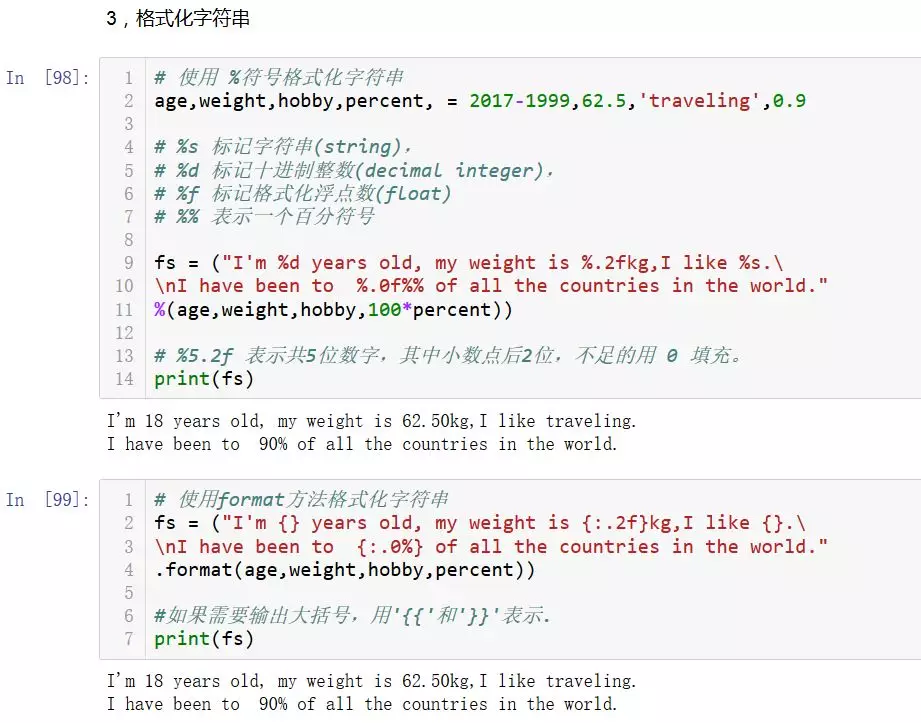 3，格式化字符串
In [98]:
1 # 使用 %符号格式化字符串
2 age,weight,hobby,percent, = 2017-1999,62.5,'traveling',0.9
3
4 # %s 标记字符串(string),
5 # %d 标记十进制整数(decimal integer),
6 # %f 标记格式化浮点数(float)
7 # %% 表示一个百分符号
8
9 fs = ("I'm %d years old, my weight is %.2fkg,I like %s.\
10 \nI have been to  %.0f%% of all the countries in the world."
11 %(age,weight,hobby,100*percent))
12
13 # %5.2f 表示共5位数字，其中小数点后2位，不足的用 0 填充。
14 print(fs)
I'm 18 years old, my weight is 62.50kg,I like traveling.
I have been to  90% of all the countries in the world.
In [99]:
1 # 使用format方法格式化字符串
2 fs = ("I'm {} years old, my weight is {:.2f}kg,I like {}.\
3 \nI have been to  {:.0%} of all the countries in the world."
4 .format(age,weight,hobby,percent))
5
6 #如果需要输出大括号，用'{{'和'}}'表示.
7 print(fs)
I'm 18 years old, my weight is 62.50kg,I like traveling.
I have been to  90% of all the countries in the world.